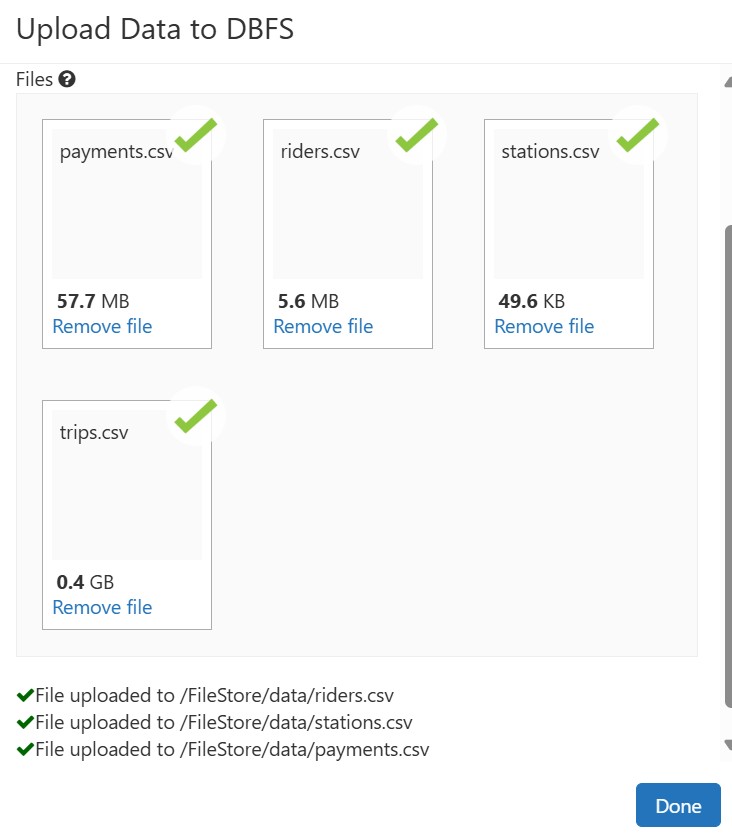 Upload Data to DBFS
Files ?
payments.csv
riders.csv
stations.csv
57.7 MB
5.6 MB
49.6 KB
Remove file
Remove file
Remove file
trips.csv
0.4 GB
Remove file
File uploaded to /FileStore/data/riders.csv
File uploaded to /FileStore/data/stations.csv
File uploaded to /FileStore/data/payments.csv
Done